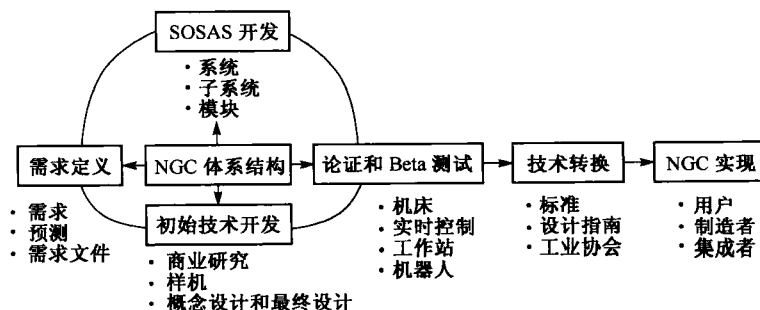 SOSAS 开发
· 系统
· 子系统
· 模块
需求定义
NGC 体系结构
论证和 Beta 测试
技术转换
NGC 实现
· 需求
· 预测
· 需求文件
初始技术开发
· 商业研究
· 样机
· 概念设计和最终设计
· 机床
· 实时控制
· 工作站
· 机器人
· 标准
· 设计指南
· 工业协会
· 用户
· 制造者
· 集成者